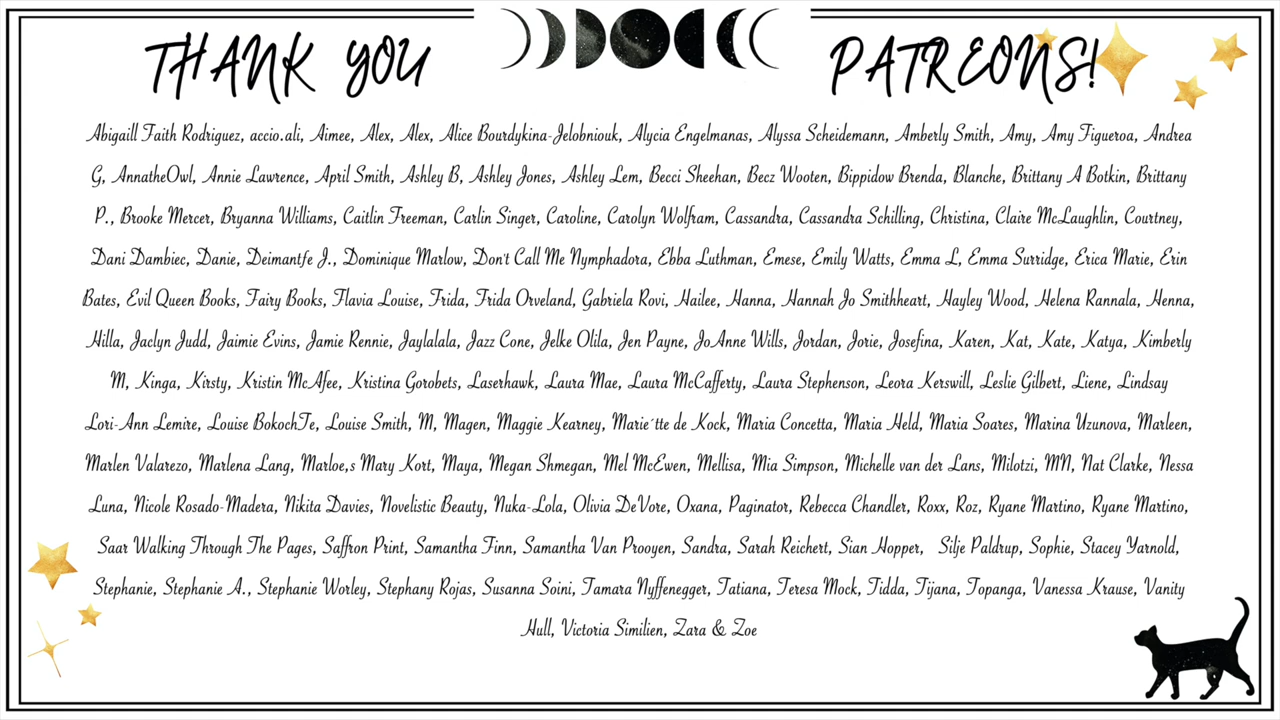 THANK YOU PATREONS!
Abigaill Faith Rodriguez, accio.ali, Aimee, Alex, Alex, Alice Bourdykina-Jelobniouk, Alycia Engelmanas, Alyssa Scheidemann, Amberly Smith, Amy, Amy Figueroa, Andrea
G, AnnatheOwl, Annie Lawrence, April Smith, Ashley B, Ashley Jones, Ashley Lem, Becci Sheehan, Becz Wooten, Bippidow Brenda, Blanche, Brittany A Botkin, Brittany
P., Brooke Mercer, Bryanna Williams, Caitlin Freeman, Carlin Singer, Caroline, Carolyn Wolfram, Cassandra, Cassandra Schilling, Christina, Claire McLaughlin, Courtney,
Dani Dambiec, Danie, Deimantfe J., Dominique Marlow, Don't Call Me Nymphadora, Ebba Luthman, Emese, Emily Watts, Emma L, Emma Surridge, Erica Marie, Erin
Bates, Evil Queen Books, Fairy Books, Flavia Louise, Frida, Frida Orveland, Gabriela Rovi, Hailee, Hanna, Hannah Jo Smithheart, Hayley Wood, Helena Rannala, Henna,
Hilla, Jaclyn Judd, Jaimie Evins, Jamie Rennie, Jaylalala, Jazz Cone, Jelke Olila, Jen Payne, JoAnne Wills, Jordan, Jorie, Josefina, Karen, Kat, Kate, Katya, Kimberly
M, Kinga, Kirsty, Kristin McAfee, Kristina Gorobets, Laserhawk, Laura Mae, Laura McCafferty, Laura Stephenson, Leora Kerswill, Leslie Gilbert, Liene, Lindsay
Lori-Ann Lemire, Louise BokochTe, Louise Smith, M, Magen, Maggie Kearney, Marie´tte de Kock, Maria Concetta, Maria Held, Maria Soares, Marina Uzunova, Marleen,
Marlen Valarezo, Marlena Lang, Marloe,s Mary Kort, Maya, Megan Shmegan, Mel McEwen, Mellisa, Mia Simpson, Michelle van der Lans, Milotzi, MN, Nat Clarke, Nessa
Luna, Nicole Rosado-Madera, Nikita Davies, Novelistic Beauty, Nuka-Lola, Olivia DeVore, Oxana, Paginator, Rebecca Chandler, Roxx, Roz, Ryane Martino, Ryane Martino,
Saar Walking Through The Pages, Saffron Print, Samantha Finn, Samantha Van Prooyen, Sandra, Sarah Reichert, Sian Hopper, Silje Paldrup, Sophie, Stacey Yarnold,
Stephanie, Stephanie A., Stephanie Worley, Stephany Rojas, Susanna Soini, Tamara Nyffenegger, Tatiana, Teresa Mock, Tidda, Tijana, Topanga, Vanessa Krause, Vanity
Hull, Victoria Similien, Zara & Zoe